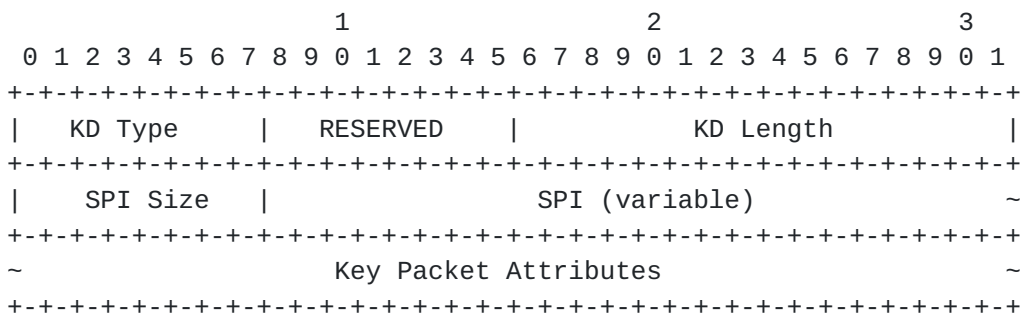 1                   2                   3
 0 1 2 3 4 5 6 7 8 9 0 1 2 3 4 5 6 7 8 9 0 1 2 3 4 5 6 7 8 9 0 1
+-+-+-+-+-+-+-+-+-+-+-+-+-+-+-+-+-+-+-+-+-+-+-+-+-+-+-+-+-+-+-+-+
|   KD Type     |   RESERVED    |           KD Length           |
+-+-+-+-+-+-+-+-+-+-+-+-+-+-+-+-+-+-+-+-+-+-+-+-+-+-+-+-+-+-+-+-+
|    SPI Size   |                 SPI (variable)                ~
+-+-+-+-+-+-+-+-+-+-+-+-+-+-+-+-+-+-+-+-+-+-+-+-+-+-+-+-+-+-+-+-+
~                    Key Packet Attributes                      ~
+-+-+-+-+-+-+-+-+-+-+-+-+-+-+-+-+-+-+-+-+-+-+-+-+-+-+-+-+-+-+-+-+